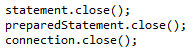 statement.close();
preparedStatement.close();
connection.close();